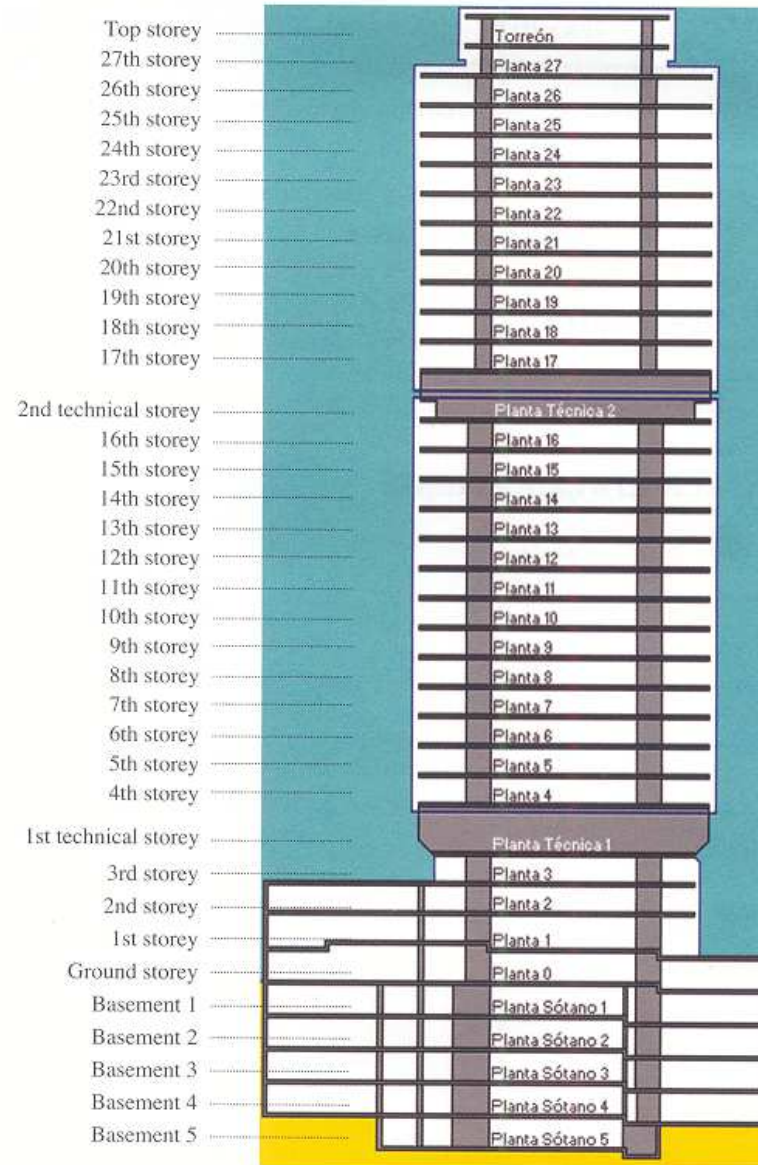 Top storey Torreón
27th storey Planta 27
26th storey Planta 26
25th storey Planta 25
24th storey Planta 24
23rd storey Planta 23
22nd storey Planta 22
21st storey Planta 21
20th storey Planta 20
19th storey Planta 19
18th storey Planta 18
17th storey Planta 17
2nd technical storey Planta Técnica 2
16th storey Planta 16
15th storey Planta 15
14th storey Planta 14
13th storey Planta 13
12th storey Planta 12
11th storey Planta 11
10th storey Planta 10
9th storey Planta 9
8th storey Planta 8
7th storey Planta 7
6th storey Planta 6
5th storey Planta 5
4th storey Planta 4
1st technical storey Planta Técnica 1
3rd storey Planta 3
2nd storey Planta 2
1st storey Planta 1
Ground storey Planta 0
Basement 1 Planta Sótano 1
Basement 2 Planta Sótano 2
Basement 3 Planta Sótano 3
Basement 4 Planta Sótano 4
Basement 5 Planta Sótano 5